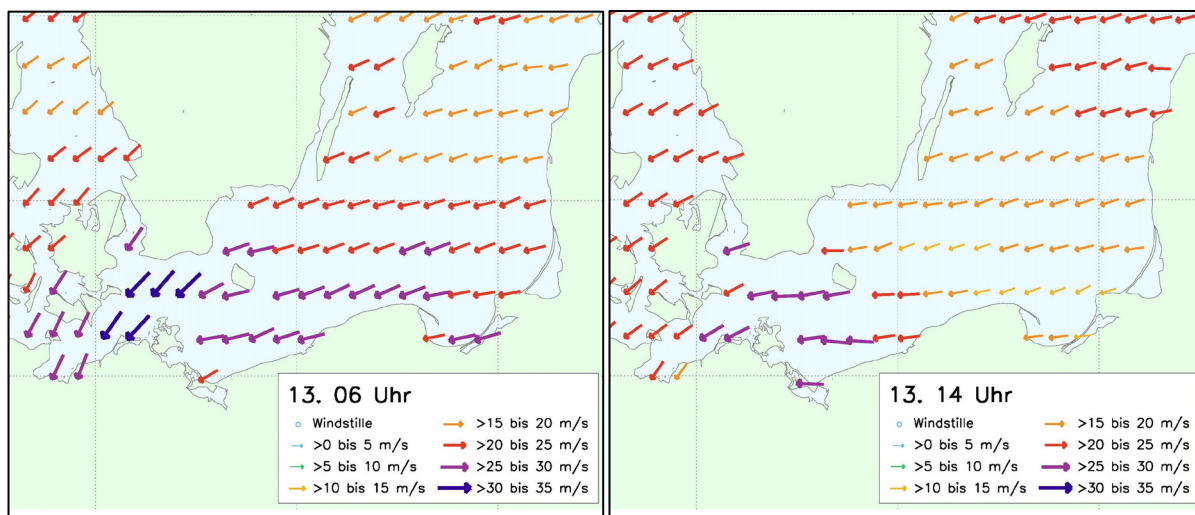 13. 06 Uhr
Windstille
>0 bis 5 m/s
>5 bis 10 m/s
>10 bis 15 m/s
>15 bis 20 m/s
>20 bis 25 m/s
>25 bis 30 m/s
>30 bis 35 m/s
13. 14 Uhr
Windstille
>0 bis 5 m/s
>5 bis 10 m/s
>10 bis 15 m/s
>15 bis 20 m/s
>20 bis 25 m/s
>25 bis 30 m/s
>30 bis 35 m/s